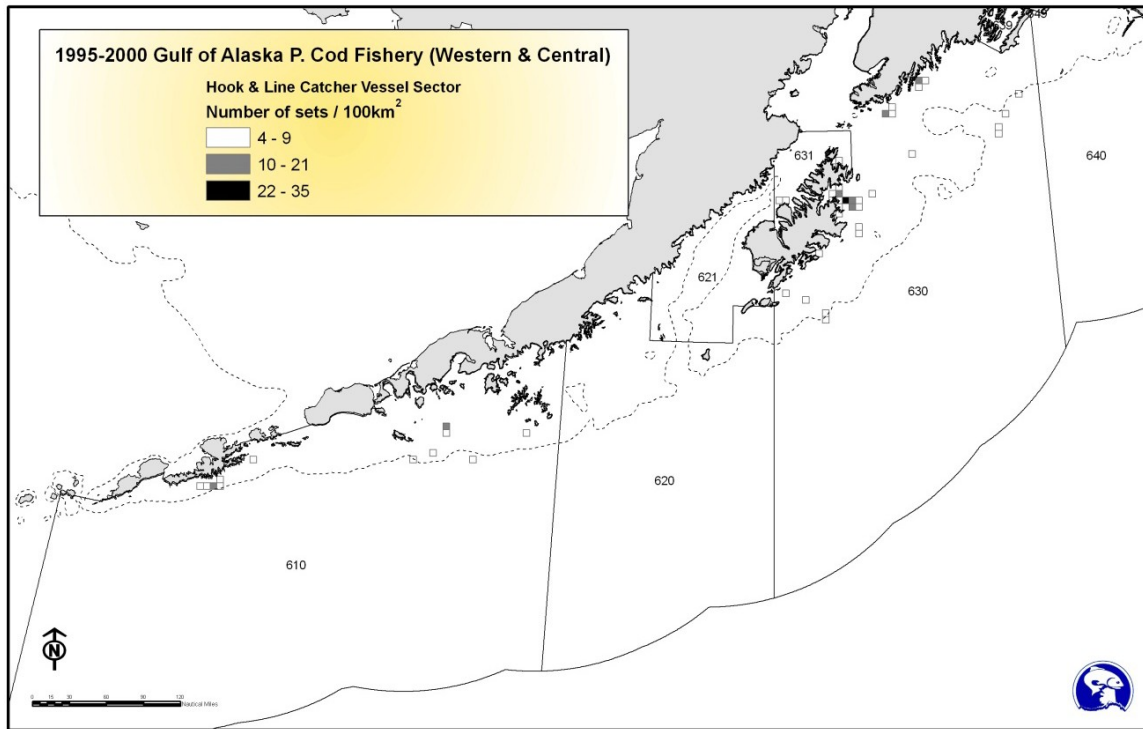 1995-2000 Gulf of Alaska P. Cod Fishery (Western & Central)
Hook & Line Catcher Vessel Sector
Number of sets / 100km²
4 - 9
10 - 21
22 - 35
640
631
621
630
620
610
N
0 15 30 60 90 120
Nautical Miles